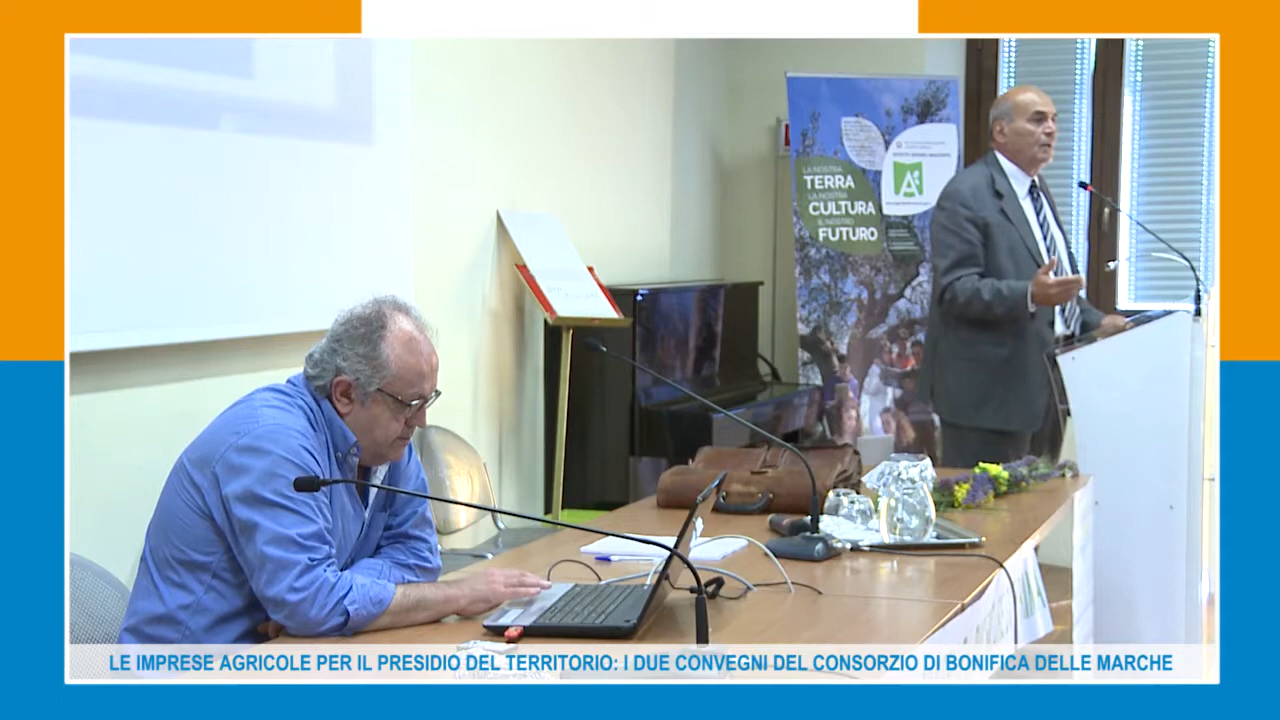 LA NOSTRA
TERRA
LA NOSTRA
CULTURA
IL NOSTRO
FUTURO
A
LE IMPRESE AGRICOLE PER IL PRESIDIO DEL TERRITORIO: I DUE CONVEGNI DEL CONSORZIO DI BONIFICA DELLE MARCHE